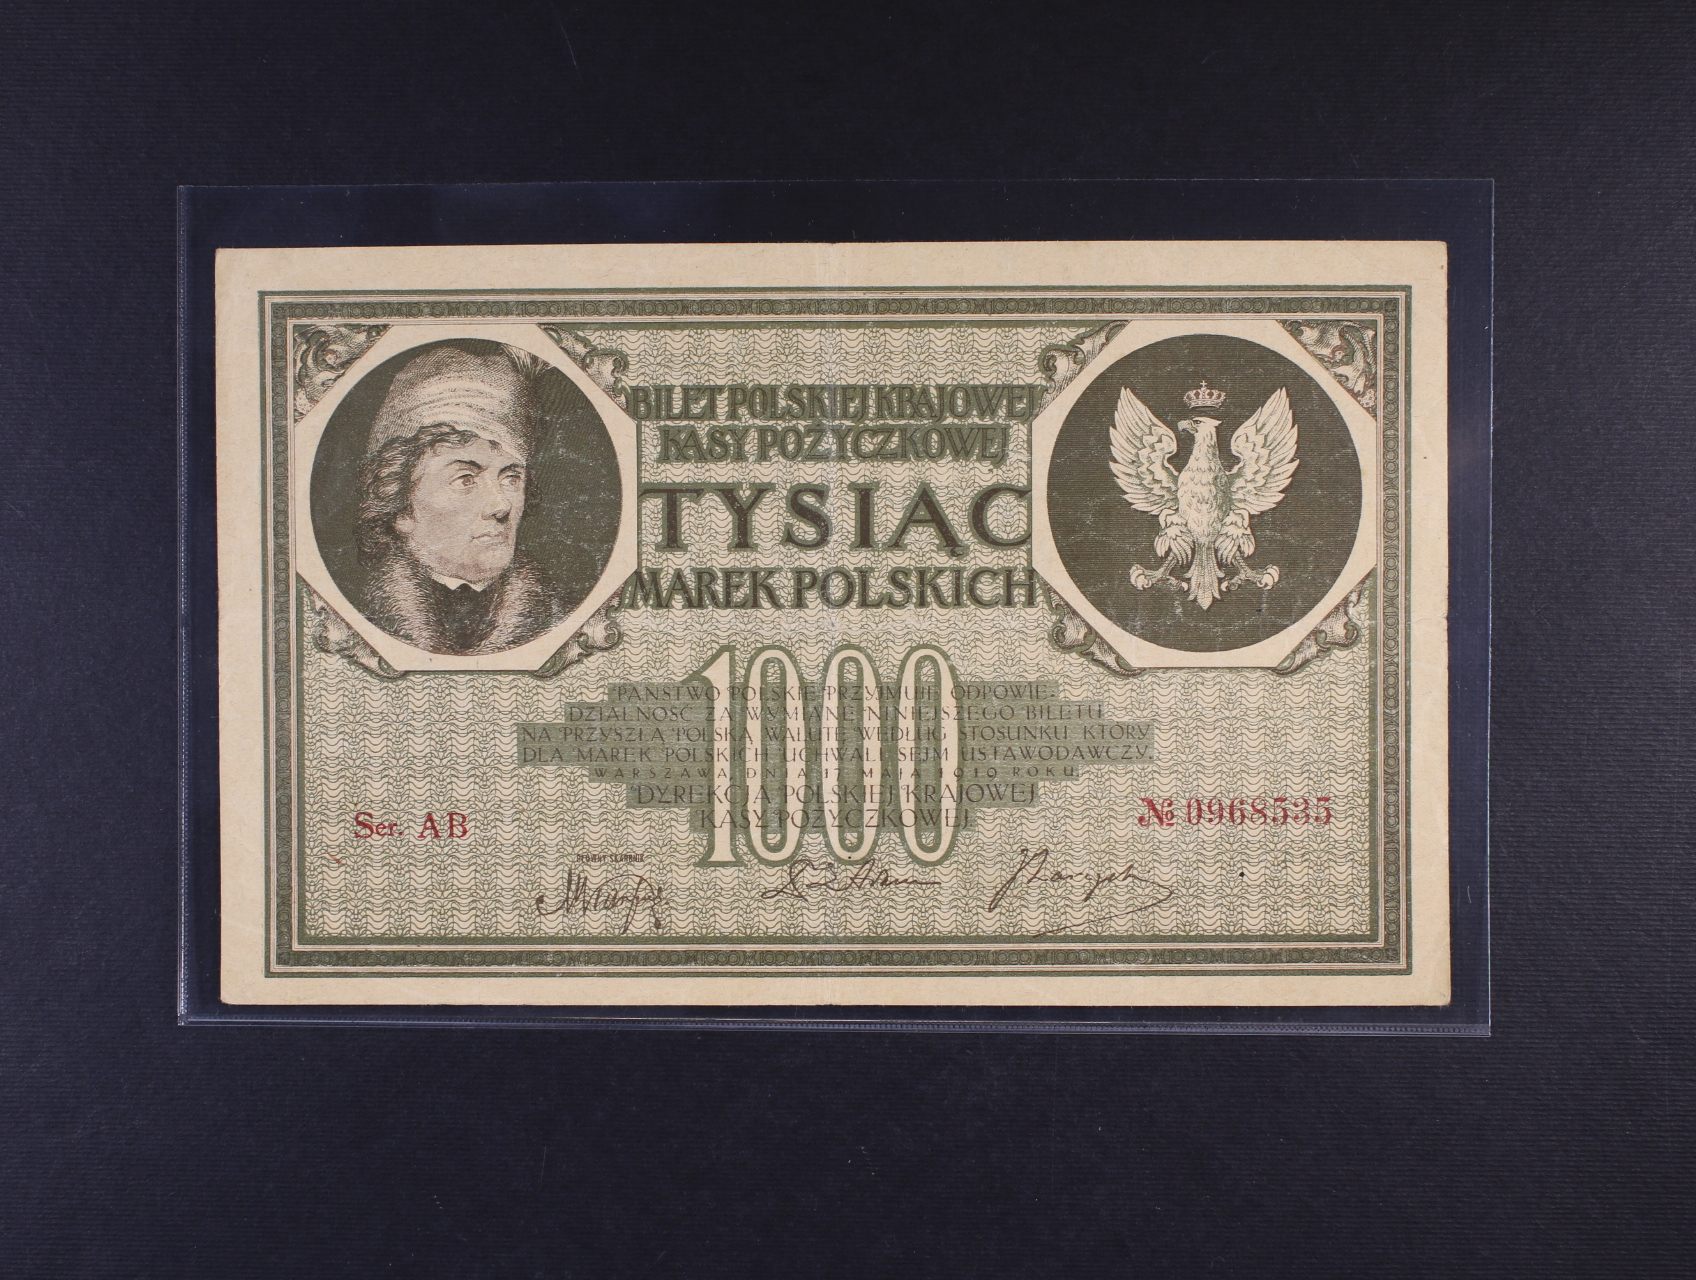 BILET POLSKIEJ KRAJOWEJ
KASY POŻYCZKOWEJ
TYSIĄC
MAREK POLSKICH
1000
PAŃSTWO POLSKIE PRZYJMUJE ODPOWIE-
DZIALNOŚĆ ZA WYMIANĘ NINIEJSZEGO BILETU
NA PRZYSZŁĄ POLSKĄ WALUTĘ WEDŁUG STOSUNKU KTÓRY
DLA MAREK POLSKICH UCHWALI SEJM USTAWODAWCZY.
WARSZAWA DNIA 17 MAJA 1919 ROKU
DYREKCJA POLSKIEJ KRAJOWEJ
KASY POŻYCZKOWEJ.
Ser. AB
№ 0968535
GŁÓWNY SKARBNIK